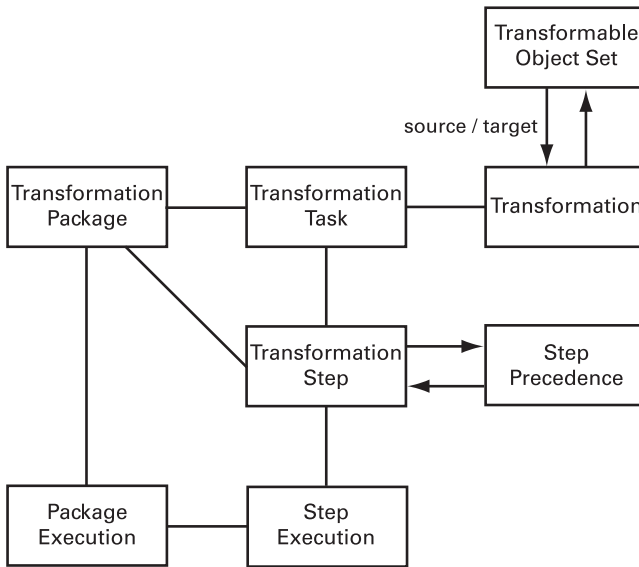 Transformable
Object Set
source / target
Transformation
Package
Transformation
Task
Transformation
Transformation
Step
Step
Precedence
Package
Execution
Step
Execution